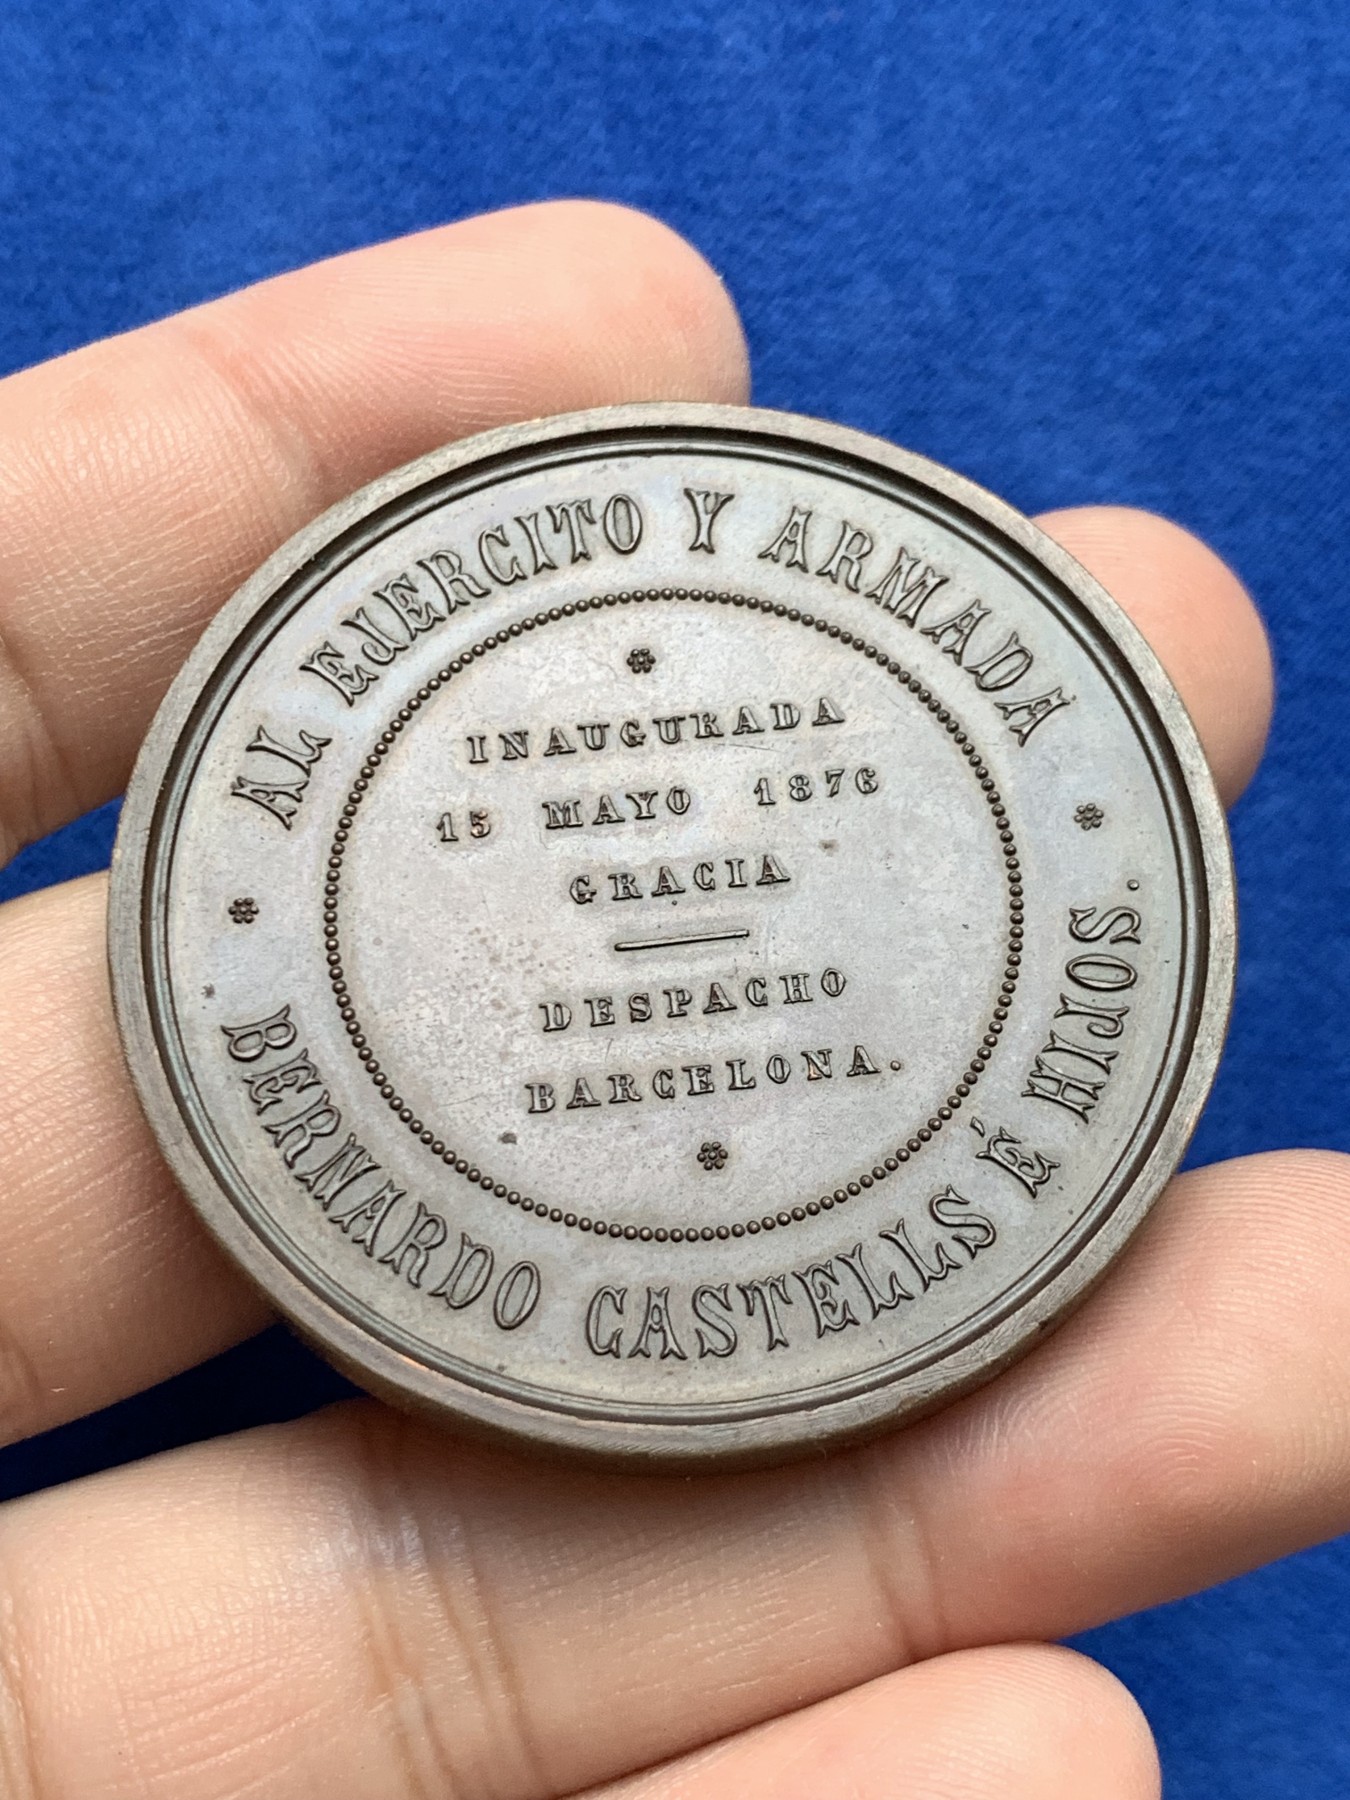 AL EJERCITO Y ARMADA
INAUGURADA
15 MAYO 1876
GRACIA
DESPACHO
BARCELONA.
BERNARDO CASTELLS É HIJOS.